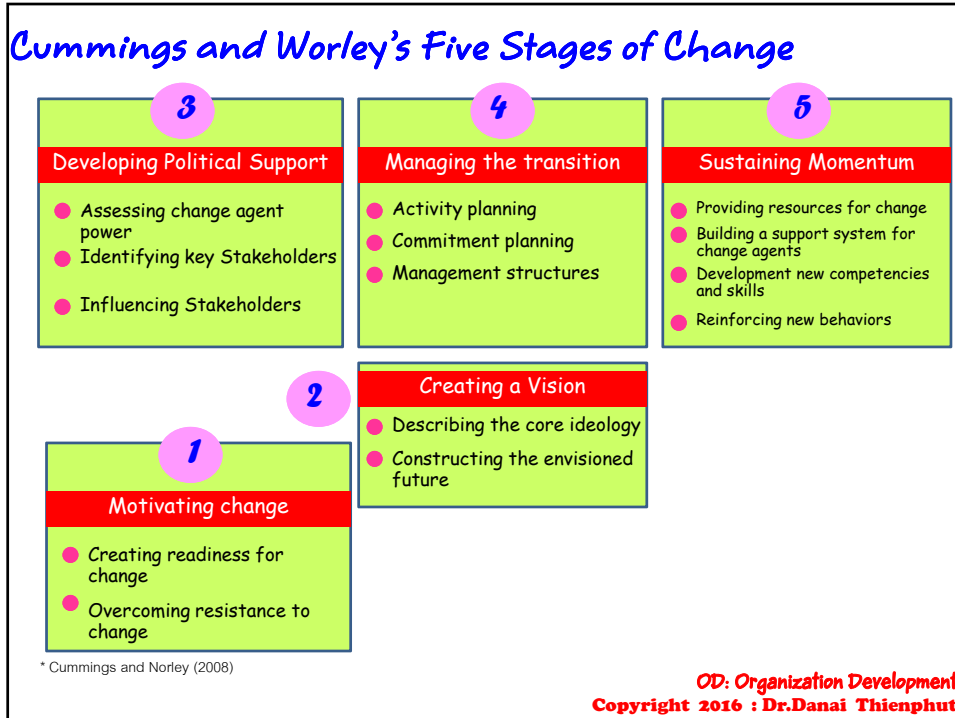 Cummings and Worley's Five Stages of Change
3
Developing Political Support
Assessing change agent
power
Identifying key Stakeholders
Influencing Stakeholders
4
Managing the transition
Activity planning
Commitment planning
Management structures
5
Sustaining Momentum
Providing resources for change
Building a support system for
change agents
Development new competencies
and skills
Reinforcing new behaviors
2
Creating a Vision
Describing the core ideology
Constructing the envisioned
future
1
Motivating change
Creating readiness for
change
Overcoming resistance to
change
* Cummings and Norley (2008)
OD: Organization Development
Copyright 2016 : Dr.Danai Thienphut